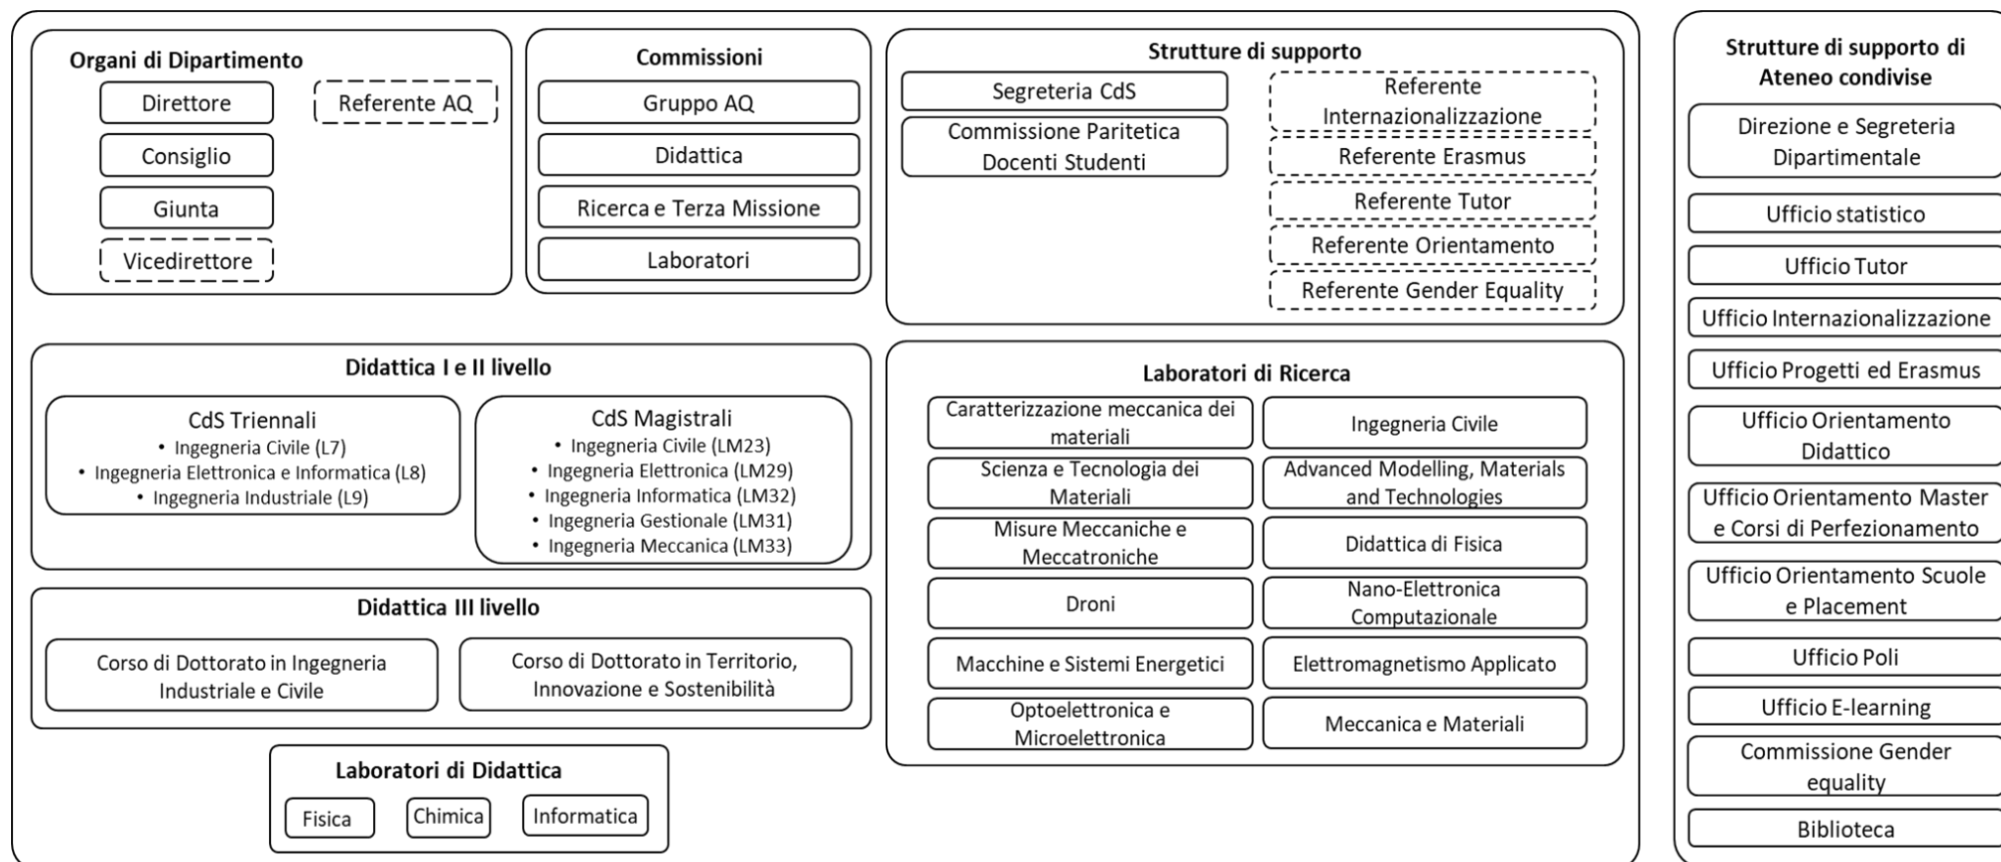 Organi di Dipartimento
Direttore
Referente AQ
Consiglio
Giunta
Vicedirettore
Commissioni
Gruppo AQ
Didattica
Ricerca e Terza Missione
Laboratori
Strutture di supporto
Segreteria CdS
Commissione Paritetica
Docenti Studenti
Referente
Internazionalizzazione
Referente Erasmus
Referente Tutor
Referente Orientamento
Referente Gender Equality
Didattica I e II livello
CdS Triennali
• Ingegneria Civile (L7)
• Ingegneria Elettronica e Informatica (L8)
• Ingegneria Industriale (L9)
CdS Magistrali
• Ingegneria Civile (LM23)
• Ingegneria Elettronica (LM29)
• Ingegneria Informatica (LM32)
• Ingegneria Gestionale (LM31)
• Ingegneria Meccanica (LM33)
Didattica III livello
Corso di Dottorato in Ingegneria
Industriale e Civile
Corso di Dottorato in Territorio,
Innovazione e Sostenibilità
Laboratori di Didattica
Fisica
Chimica
Informatica
Laboratori di Ricerca
Caratterizzazione meccanica dei
materiali
Ingegneria Civile
Scienza e Tecnologia dei
Materiali
Advanced Modelling, Materials
and Technologies
Misure Meccaniche e
Meccatroniche
Didattica di Fisica
Droni
Nano-Elettronica
Computazionale
Macchine e Sistemi Energetici
Elettromagnetismo Applicato
Optoelettronica e
Microelettronica
Meccanica e Materiali
Strutture di supporto di
Ateneo condivise
Direzione e Segreteria
Dipartimentale
Ufficio statistico
Ufficio Tutor
Ufficio Internazionalizzazione
Ufficio Progetti ed Erasmus
Ufficio Orientamento
Didattico
Ufficio Orientamento Master
e Corsi di Perfezionamento
Ufficio Orientamento Scuole
e Placement
Ufficio Poli
Ufficio E-learning
Commissione Gender
equality
Biblioteca